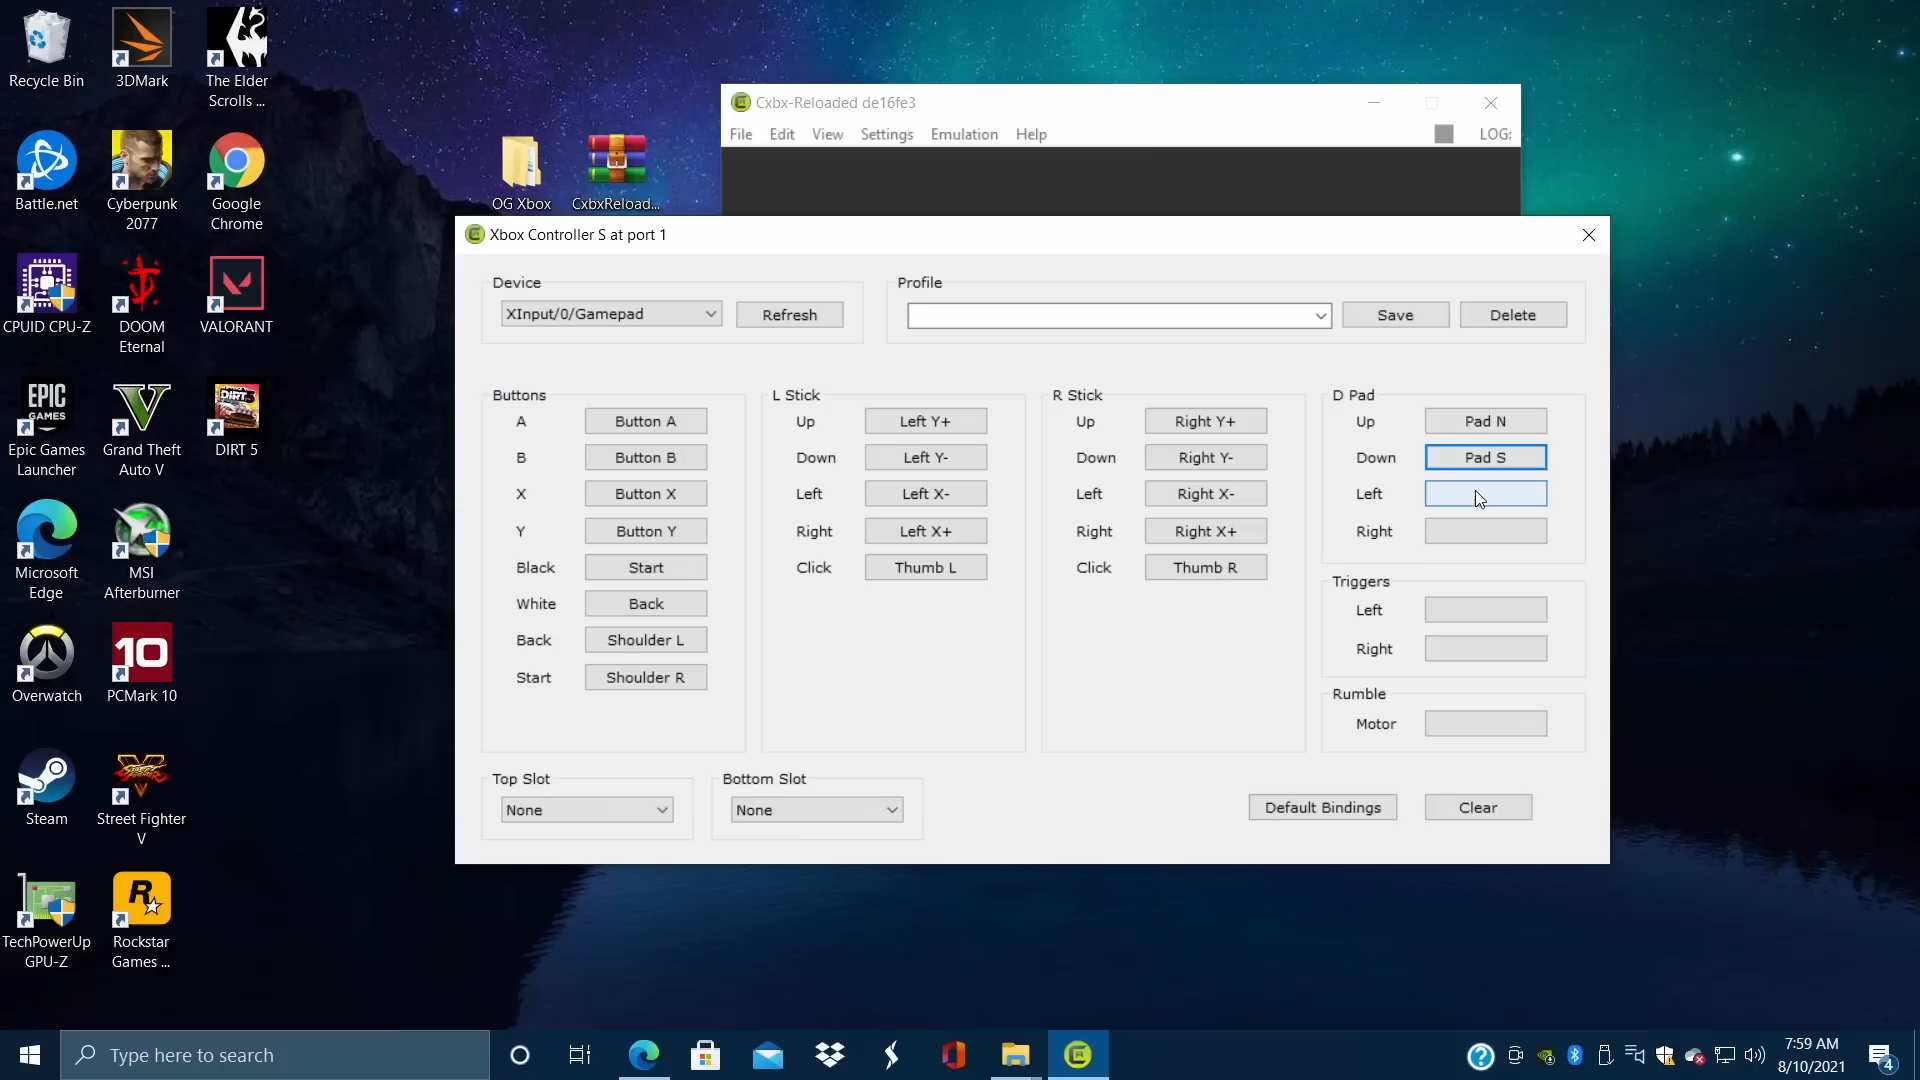 Recycle Bin
3DMark
The Elder
Scrolls ...
Battle.net
Cyberpunk
2077
Google
Chrome
OG Xbox
CxbxReload...
CPUID CPU-Z
DOOM
Eternal
VALORANT
EPIC
GAMES
Epic Games
Launcher
V
Grand Theft
Auto V
DIRT 5
DIRT 5
Microsoft
Edge
MSI
Afterburner
Overwatch
10
PCMark 10
Steam
Street Fighter
V
TechPowerUp
GPU-Z
R
Rockstar
Games ...
Cxbx-Reloaded de16fe3
File Edit View Settings Emulation Help LOG:
Xbox Controller S at port 1
Device
XInput/0/Gamepad
Refresh
Profile
Save
Delete
Buttons
A Button A
B Button B
X Button X
Y Button Y
Black Start
White Back
Back Shoulder L
Start Shoulder R
L Stick
Up Left Y+
Down Left Y-
Left Left X-
Right Left X+
Click Thumb L
R Stick
Up Right Y+
Down Right Y-
Left Right X-
Right Right X+
Click Thumb R
D Pad
Up Pad N
Down Pad S
Left
Right
Triggers
Left
Right
Rumble
Motor
Top Slot
None
Bottom Slot
None
Default Bindings
Clear
Type here to search
7:59 AM
8/10/2021
4